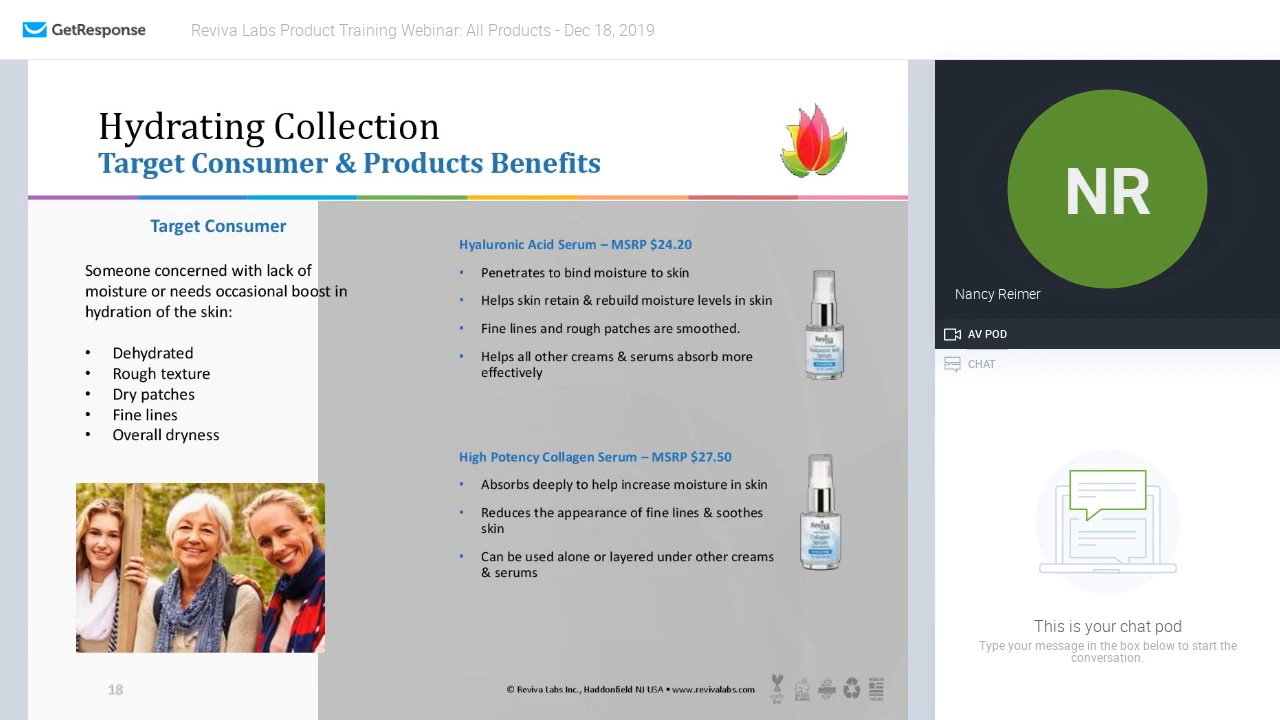 GetResponse
Reviva Labs Product Training Webinar: All Products - Dec 18, 2019
Hydrating Collection
Target Consumer & Products Benefits
Target Consumer
Someone concerned with lack of
moisture or needs occasional boost in
hydration of the skin:
• Dehydrated
• Rough texture
• Dry patches
• Fine lines
• Overall dryness
18
Hyaluronic Acid Serum – MSRP $24.20
• Penetrates to bind moisture to skin
• Helps skin retain & rebuild moisture levels in skin
• Fine lines and rough patches are smoothed.
• Helps all other creams & serums absorb more
effectively
Reviva
Hyaluronic Acid
Serum
High Potency Collagen Serum – MSRP $27.50
• Absorbs deeply to help increase moisture in skin
• Reduces the appearance of fine lines & soothes
skin
• Can be used alone or layered under other creams
& serums
Reviva
Collagen
Serum
© Reviva Labs Inc., Haddonfield NJ USA • www.revivalabs.com
NR
Nancy Reimer
AV POD
CHAT
This is your chat pod
Type your message in the box below to start the
conversation.